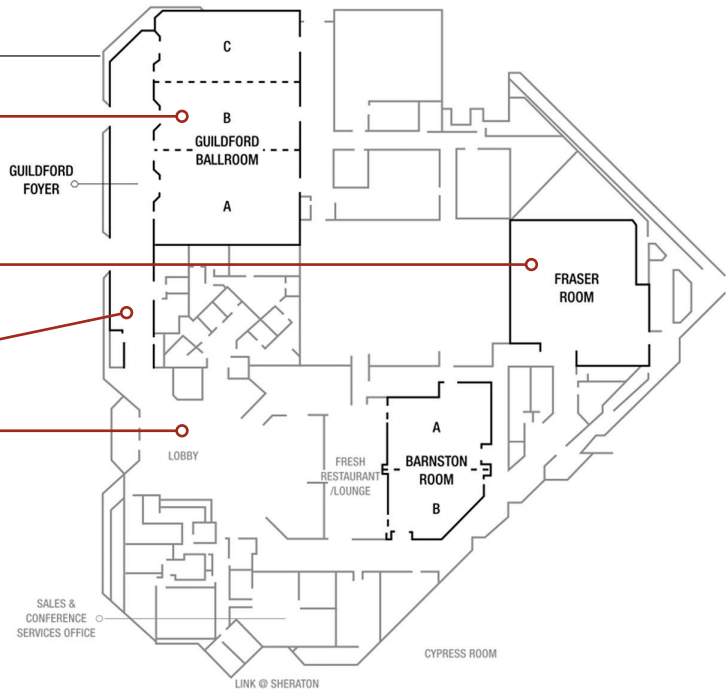 C
B
GUILDFORD
BALLROOM
GUILDFORD
FOYER
A
FRASER
ROOM
A
LOBBY
FRESH
RESTAURANT
/LOUNGE
BARNSTON
ROOM
B
SALES &
CONFERENCE
SERVICES OFFICE
CYPRESS ROOM
LINK @ SHERATON